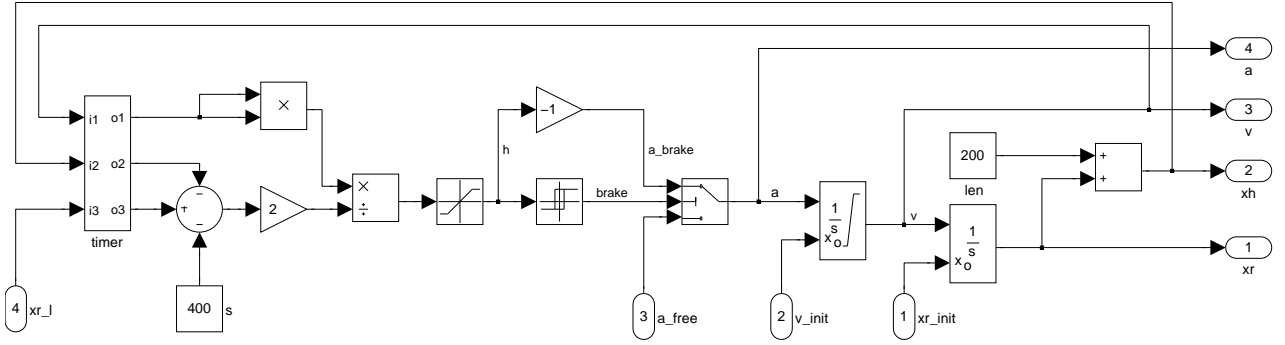 4
a
i1 o1
×
−1
3
v
h
a_brake
i2 o2
200
+
len
+
2
xh
×
brake
−
+
−
2
÷
a
1
s
xo
i3 o3
timer
v
1
s
xo
1
xr
4
xr_l
400
s
3
a_free
2
v_init
1
xr_init